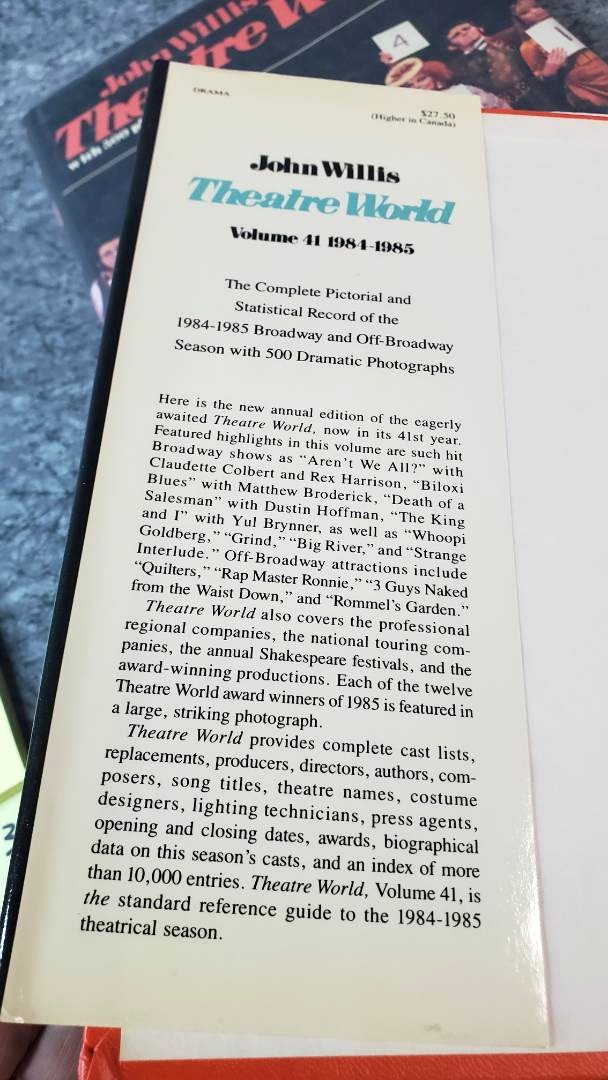 John Willis
Theatre W
with 500 p
4
1
DRAMA
$27.50
(Higher in Canada)
John Willis
Theatre World
Volume 41 1984-1985
The Complete Pictorial and
Statistical Record of the
1984-1985 Broadway and Off-Broadway
Season with 500 Dramatic Photographs
Here is the new annual edition of the eagerly
awaited Theatre World, now in its 41st year.
Featured highlights in this volume are such hit
Broadway shows as “Aren’t We All?” with
Claudette Colbert and Rex Harrison, “Biloxi
Blues” with Matthew Broderick, “Death of a
Salesman” with Dustin Hoffman, “The King
and I” with Yul Brynner, as well as “Whoopi
Goldberg,” “Grind,” “Big River,” and “Strange
Interlude.” Off-Broadway attractions include
“Quilters,” “Rap Master Ronnie,” “3 Guys Naked
from the Waist Down,” and “Rommel’s Garden.”
Theatre World also covers the professional
regional companies, the national touring com-
panies, the annual Shakespeare festivals, and the
award-winning productions. Each of the twelve
Theatre World award winners of 1985 is featured in
a large, striking photograph.
Theatre World provides complete cast lists,
replacements, producers, directors, authors, com-
posers, song titles, theatre names, costume
designers, lighting technicians, press agents,
opening and closing dates, awards, biographical
data on this season’s casts, and an index of more
than 10,000 entries. Theatre World, Volume 41, is
the standard reference guide to the 1984-1985
theatrical season.